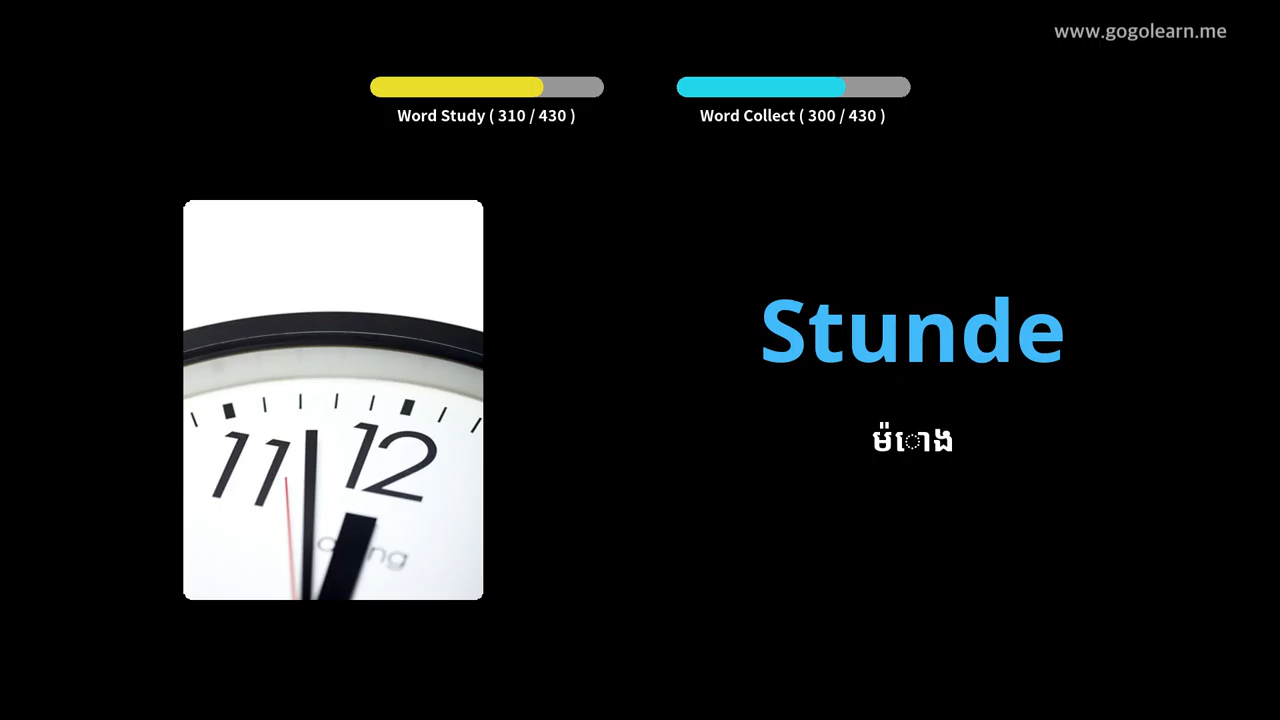 www.gogolearn.me
Word Study ( 310 / 430 )
Word Collect ( 300 / 430 )
Stunde
ម៉ោង
11 12